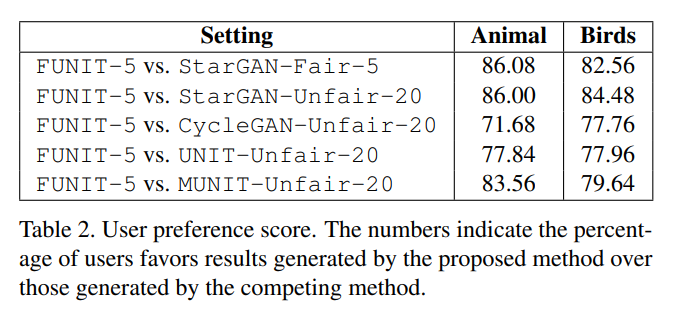 Setting Animal Birds
FUNIT-5 vs. StarGAN-Fair-5 86.08 82.56
FUNIT-5 vs. StarGAN-Unfair-20 86.00 84.48
FUNIT-5 vs. CycleGAN-Unfair-20 71.68 77.76
FUNIT-5 vs. UNIT-Unfair-20 77.84 77.96
FUNIT-5 vs. MUNIT-Unfair-20 83.56 79.64
Table 2. User preference score. The numbers indicate the percent-
age of users favors results generated by the proposed method over
those generated by the competing method.